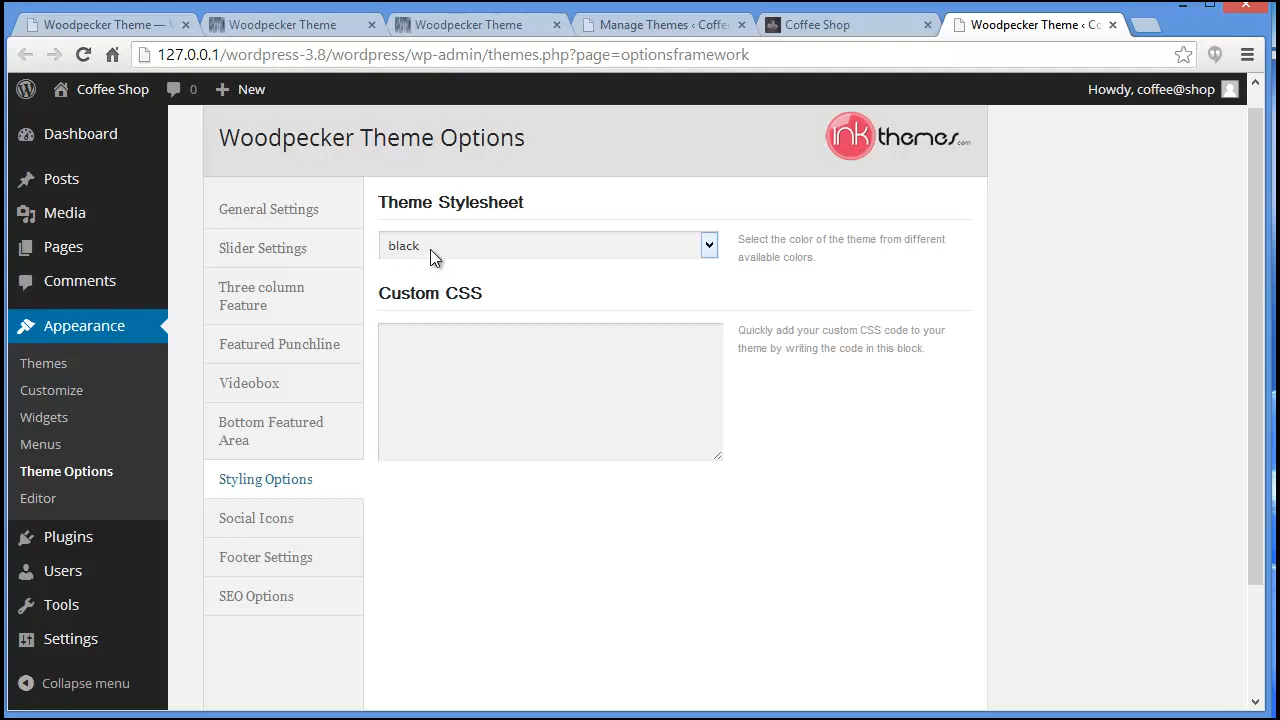 Woodpecker Theme —
Woodpecker Theme
Woodpecker Theme
Manage Themes ‹ Coffe
Coffee Shop
Woodpecker Theme ‹ Co
127.0.0.1/wordpress-3.8/wordpress/wp-admin/themes.php?page=optionsframework
Coffee Shop
0
New
Howdy, coffee@shop
Dashboard
Posts
Media
Pages
Comments
Appearance
Themes
Customize
Widgets
Menus
Theme Options
Editor
Plugins
Users
Tools
Settings
Collapse menu
Woodpecker Theme Options
inkthemes.com
General Settings
Slider Settings
Three column
Feature
Featured Punchline
Videobox
Bottom Featured
Area
Styling Options
Social Icons
Footer Settings
SEO Options
Theme Stylesheet
black
Select the color of the theme from different
available colors.
Custom CSS
Quickly add your custom CSS code to your
theme by writing the code in this block.